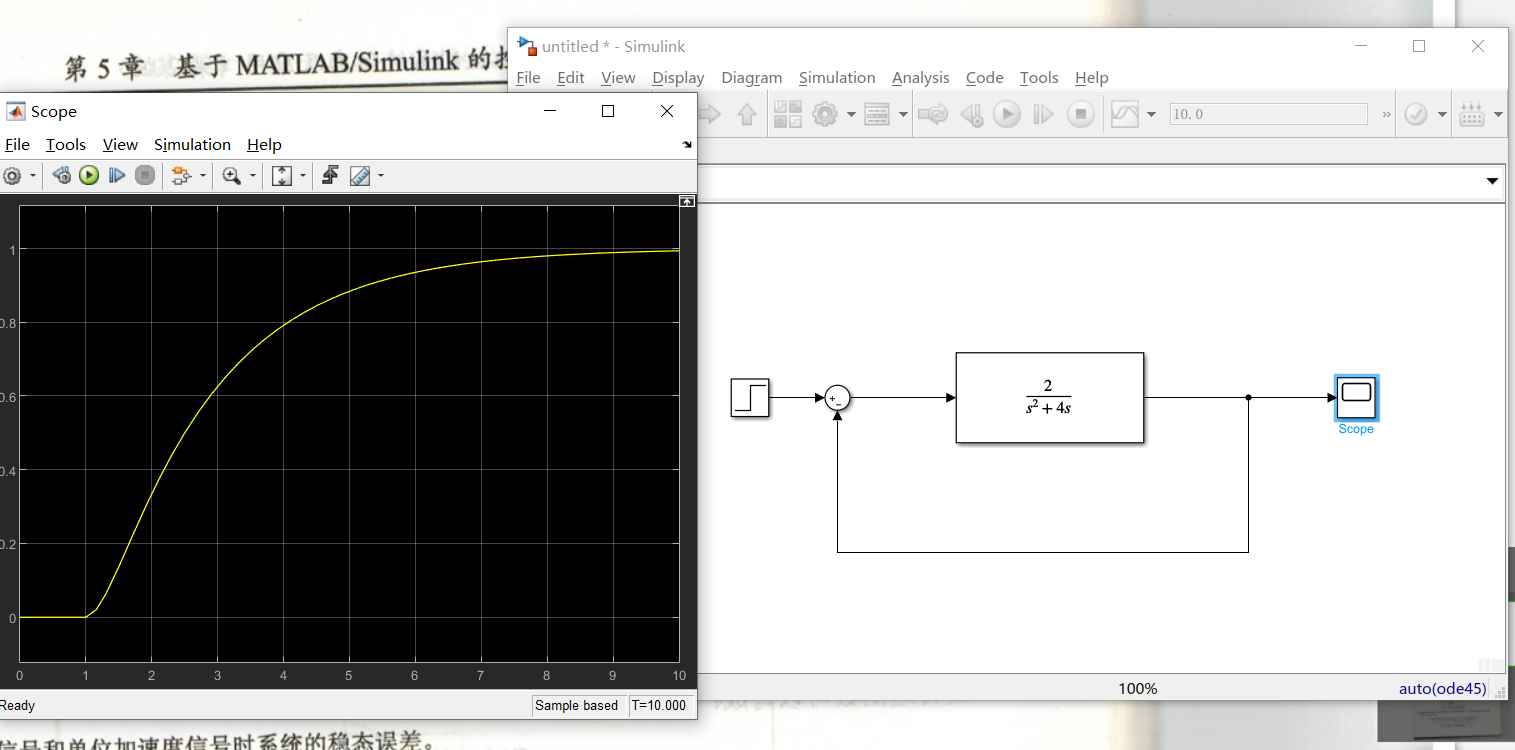 第 5 章 基于 MATLAB/Simulink 的控
untitled * - Simulink
File Edit View Display Diagram Simulation Analysis Code Tools Help
10. 0
»
Scope
File Tools View Simulation Help
1
0.8
0.6
0.4
0.2
0
0 1 2 3 4 5 6 7 8 9 10
Ready
Sample based T=10.000
+
−
2
s² + 4s
Scope
100%
auto(ode45)
信号和单位加速度信号时系统的稳态误差。